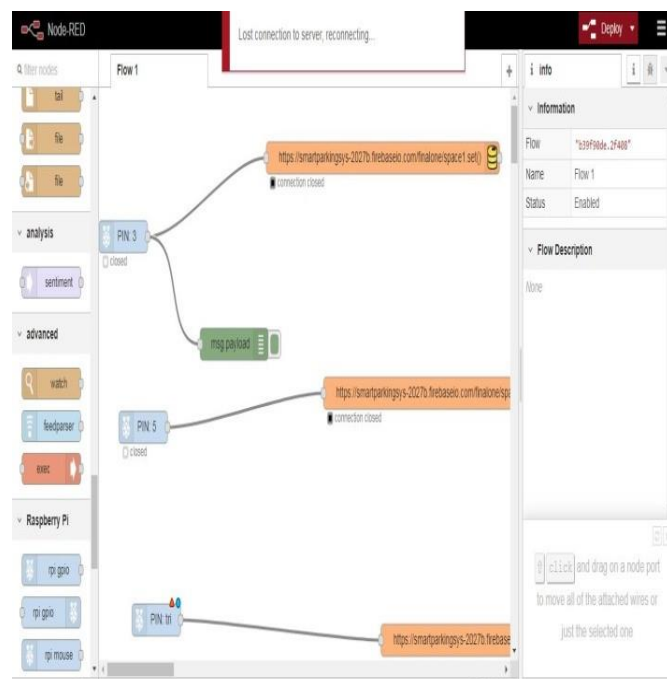 Node-RED
Lost connection to server, reconnecting...
Deploy
filter nodes
Flow 1
+
i info
i
tail
file
file
analysis
sentiment
advanced
watch
feedparser
exec
Raspberry Pi
rpi gpio
rpi gpio
rpi mouse
https://smartparkingsys-2027b.firebaseio.com/finalone/space1.set()
connection closed
PIN: 3
closed
msg.payload
https://smartparkingsys-2027b.firebaseio.com/finalone/spa
connection closed
PIN: 5
closed
PIN: tri
https://smartparkingsys-2027b.firebase
Information
Flow
"b39f90de.2f408"
Name
Flow 1
Status
Enabled
Flow Description
None
click and drag on a node port
to move all of the attached wires or
just the selected one